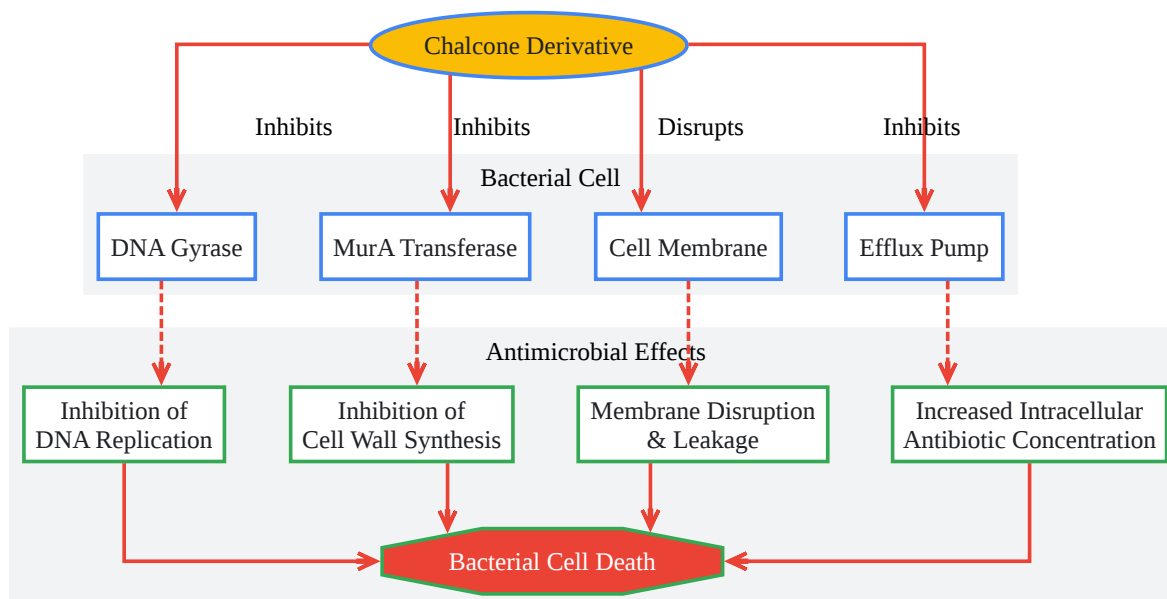 Chalcone Derivative
Inhibits
Inhibits
Disrupts
Inhibits
Bacterial Cell
DNA Gyrase
MurA Transferase
Cell Membrane
Efflux Pump
Antimicrobial Effects
Inhibition of
DNA Replication
Inhibition of
Cell Wall Synthesis
Membrane Disruption
& Leakage
Increased Intracellular
Antibiotic Concentration
Bacterial Cell Death